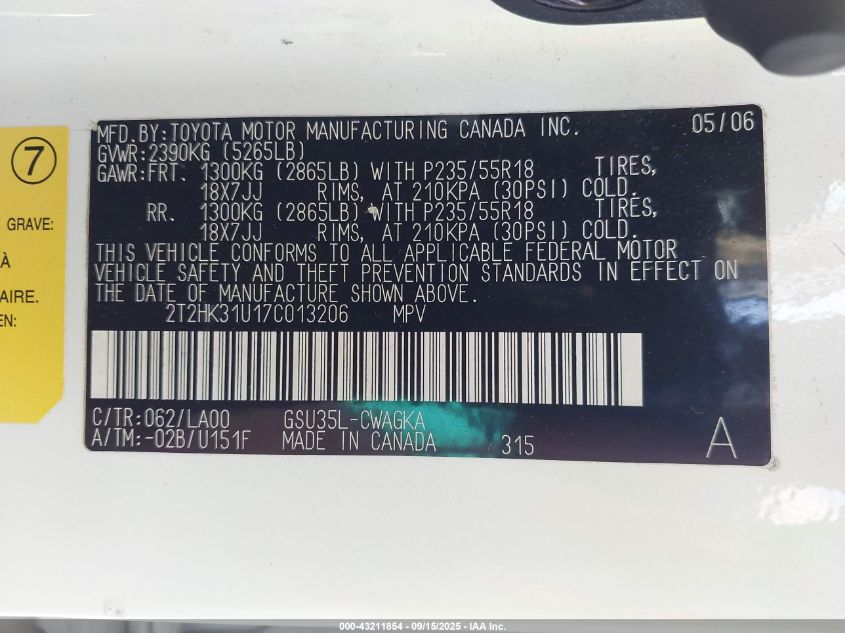 7
GRAVE:
À
AIRE.
EN:
MFD. BY: TOYOTA MOTOR MANUFACTURING CANADA INC. 05/06
GVWR: 2390KG (5265LB)
GAWR: FRT. 1300KG (2865LB) WITH P235/55R18 TIRES,
18X7JJ RIMS, AT 210KPA (30PSI) COLD.
RR. 1300KG (2865LB) WITH P235/55R18 TIRES,
18X7JJ RIMS, AT 210KPA (30PSI) COLD.
THIS VEHICLE CONFORMS TO ALL APPLICABLE FEDERAL MOTOR
VEHICLE SAFETY AND THEFT PREVENTION STANDARDS IN EFFECT ON
THE DATE OF MANUFACTURE SHOWN ABOVE.
2T2HK31U17C013206 MPV
C/TR: 062/LA00 GSU35L-CWAGKA
A/TM: -02B/U151F MADE IN CANADA 315 A
000-43211854 - 09/15/2025 - IAA Inc.